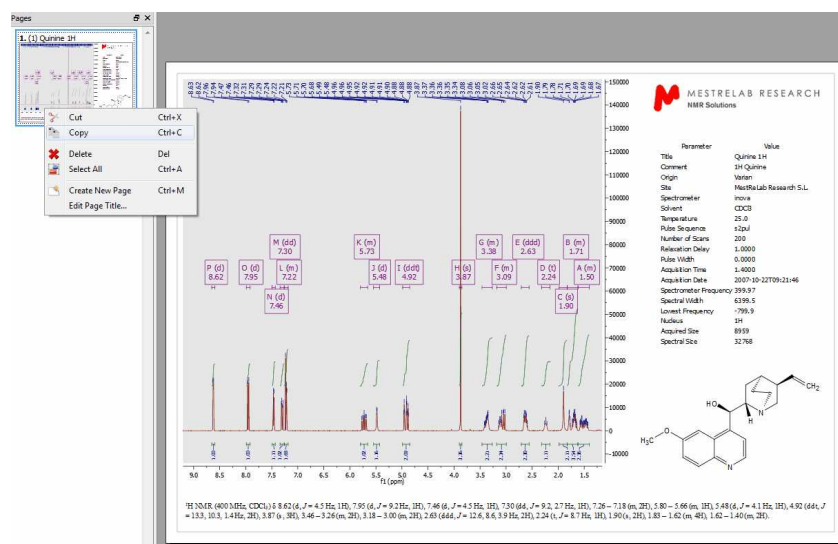 Pages
1. (1) Quinine 1H
Cut Ctrl+X
Copy Ctrl+C
Delete Del
Select All Ctrl+A
Create New Page Ctrl+M
Edit Page Title...
MESTRELAB RESEARCH
NMR Solutions
Parameter Value
Title Quinine 1H
Comment 1H Quinine
Origin Varian
Site MestReLab Research S.L.
Spectrometer inova
Solvent CDCl3
Temperature 25.0
Pulse Sequence s2pul
Number of Scans 200
Relaxation Delay 1.0000
Pulse Width 0.0000
Acquisition Time 1.4000
Acquisition Date 2007-10-22T09:21:46
Spectrometer Frequency 399.97
Spectral Width 6399.5
Lowest Frequency -799.9
Nucleus 1H
Acquired Size 8959
Spectral Size 32768
150000
140000
130000
120000
110000
100000
90000
80000
70000
60000
50000
40000
30000
20000
10000
0
-10000
M (dd)
7.30
K (m)
5.73
G (m)
3.38
E (ddd)
2.63
B (m)
1.71
P (d)
8.62
O (d)
7.95
L (m)
7.22
J (d)
5.48
I (ddt)
4.92
H (s)
3.87
F (m)
3.09
D (t)
2.24
A (m)
1.50
N (d)
7.46
C (s)
1.90
9.0 8.5 8.0 7.5 7.0 6.5 6.0 5.5 5.0 4.5 4.0 3.5 3.0 2.5 2.0 1.5
f1 (ppm)
CH2
HO
H
N
H3C
O
N
¹H NMR (400 MHz, CDCl₃) δ 8.62 (d, J = 4.5 Hz, 1H), 7.95 (d, J = 9.2 Hz, 1H), 7.46 (d, J = 4.5 Hz, 1H), 7.30 (dd, J = 9.2, 2.7 Hz, 1H), 7.26 – 7.18 (m, 2H), 5.80 – 5.66 (m, 1H), 5.48 (d, J = 4.1 Hz, 1H), 4.92 (ddt, J
= 13.3, 10.3, 1.4 Hz, 2H), 3.87 (s, 3H), 3.46 – 3.26 (m, 2H), 3.18 – 3.00 (m, 2H), 2.63 (ddd, J = 12.6, 8.6, 3.9 Hz, 2H), 2.24 (t, J = 8.7 Hz, 1H), 1.90 (s, 2H), 1.83 – 1.62 (m, 4H), 1.62 – 1.40 (m, 2H).